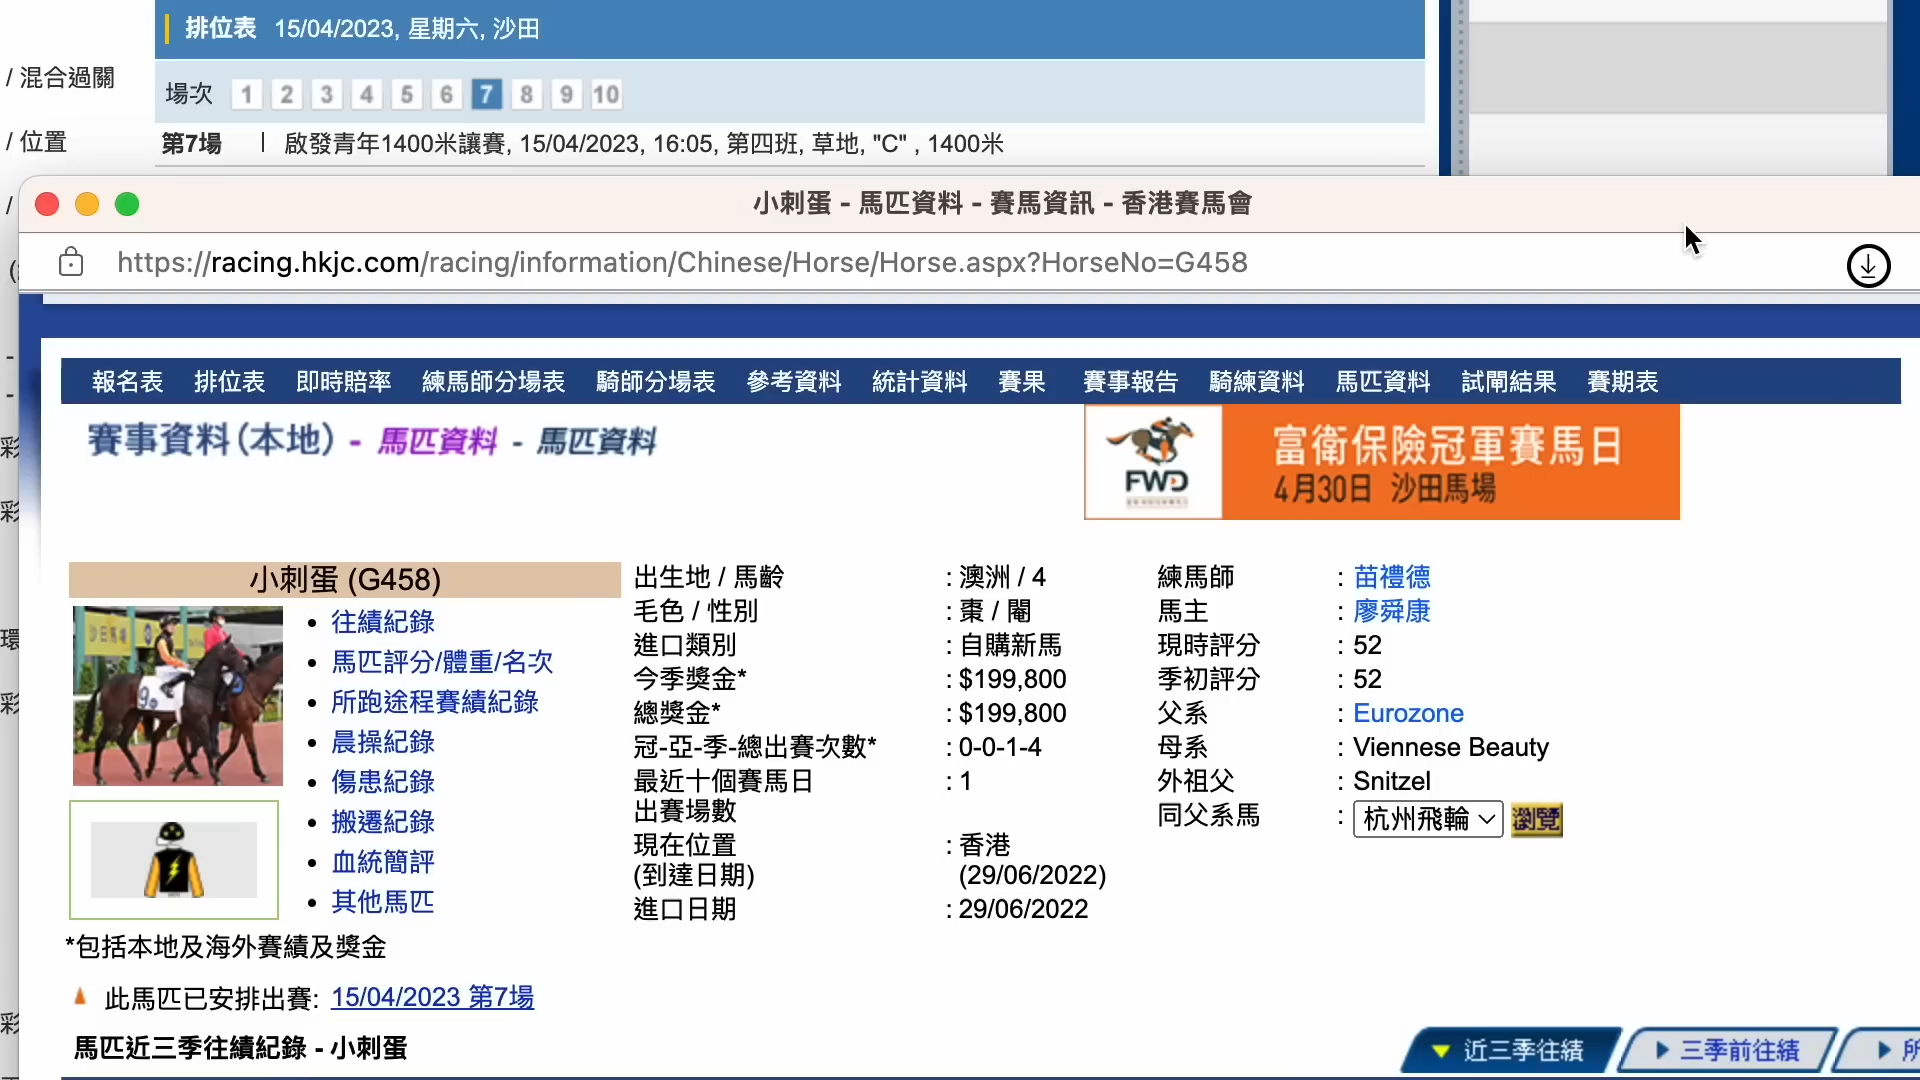 排位表 15/04/2023, 星期六, 沙田
/ 混合過關
場次 1 2 3 4 5 6 7 8 9 10
/ 位置
第7場 | 啟發青年1400米讓賽, 15/04/2023, 16:05, 第四班, 草地, "C" , 1400米
小刺蛋 - 馬匹資料 - 賽馬資訊 - 香港賽馬會
https://racing.hkjc.com/racing/information/Chinese/Horse/Horse.aspx?HorseNo=G458
報名表 排位表 即時賠率 練馬師分場表 騎師分場表 參考資料 統計資料 賽果 賽事報告 騎練資料 馬匹資料 試閘結果 賽期表
賽事資料(本地) - 馬匹資料 - 馬匹資料
FWD
富衛保險冠軍賽馬日
4月30日 沙田馬場
小刺蛋 (G458)
往績紀錄
馬匹評分/體重/名次
所跑途程賽績紀錄
晨操紀錄
傷患紀錄
搬遷紀錄
血統簡評
其他馬匹
出生地 / 馬齡 : 澳洲 / 4
毛色 / 性別 : 棗 / 閹
進口類別 : 自購新馬
今季獎金* : $199,800
總獎金* : $199,800
冠-亞-季-總出賽次數* : 0-0-1-4
最近十個賽馬日 : 1
出賽場數
現在位置 : 香港
(到達日期) (29/06/2022)
進口日期 : 29/06/2022
練馬師 : 苗禮德
馬主 : 廖舜康
現時評分 : 52
季初評分 : 52
父系 : Eurozone
母系 : Viennese Beauty
外祖父 : Snitzel
同父系馬 : 杭州飛輪 瀏覽
*包括本地及海外賽績及獎金
此馬匹已安排出賽: 15/04/2023 第7場
馬匹近三季往績紀錄 - 小刺蛋
近三季往績 三季前往績 所